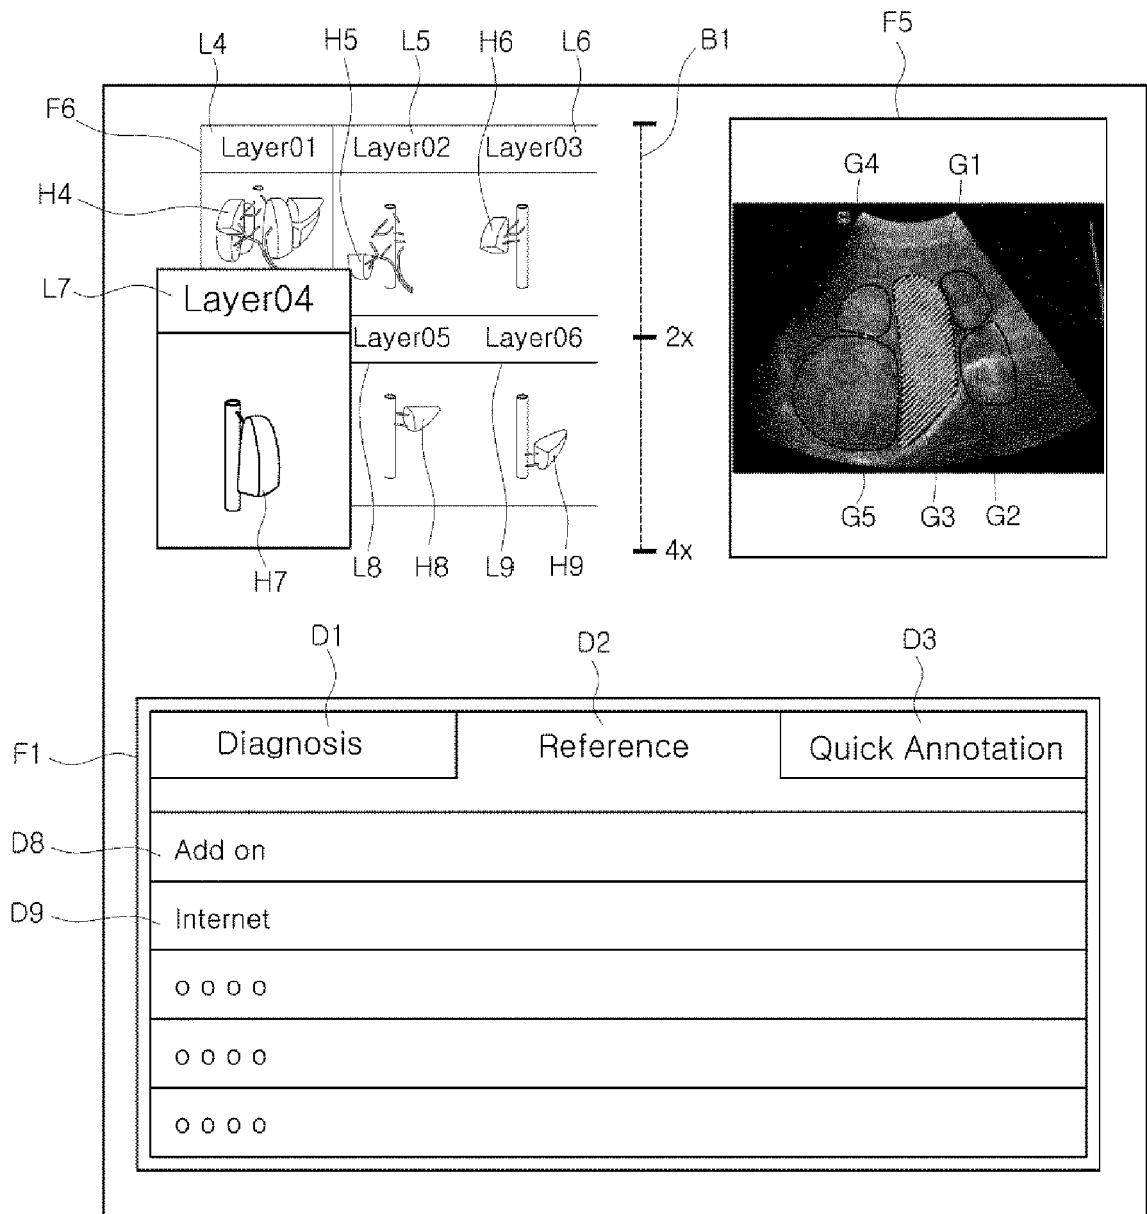 L4 H5 L5 H6 L6 B1 F5
F6
Layer01 Layer02 Layer03
G4 G1
H4
L7
Layer04
Layer05 Layer06 2x
G5 G3 G2
4x
H7 L8 H8 L9 H9
D1 D2 D3
F1
Diagnosis Reference Quick Annotation
D8
Add on
D9
Internet
o o o o
o o o o
o o o o